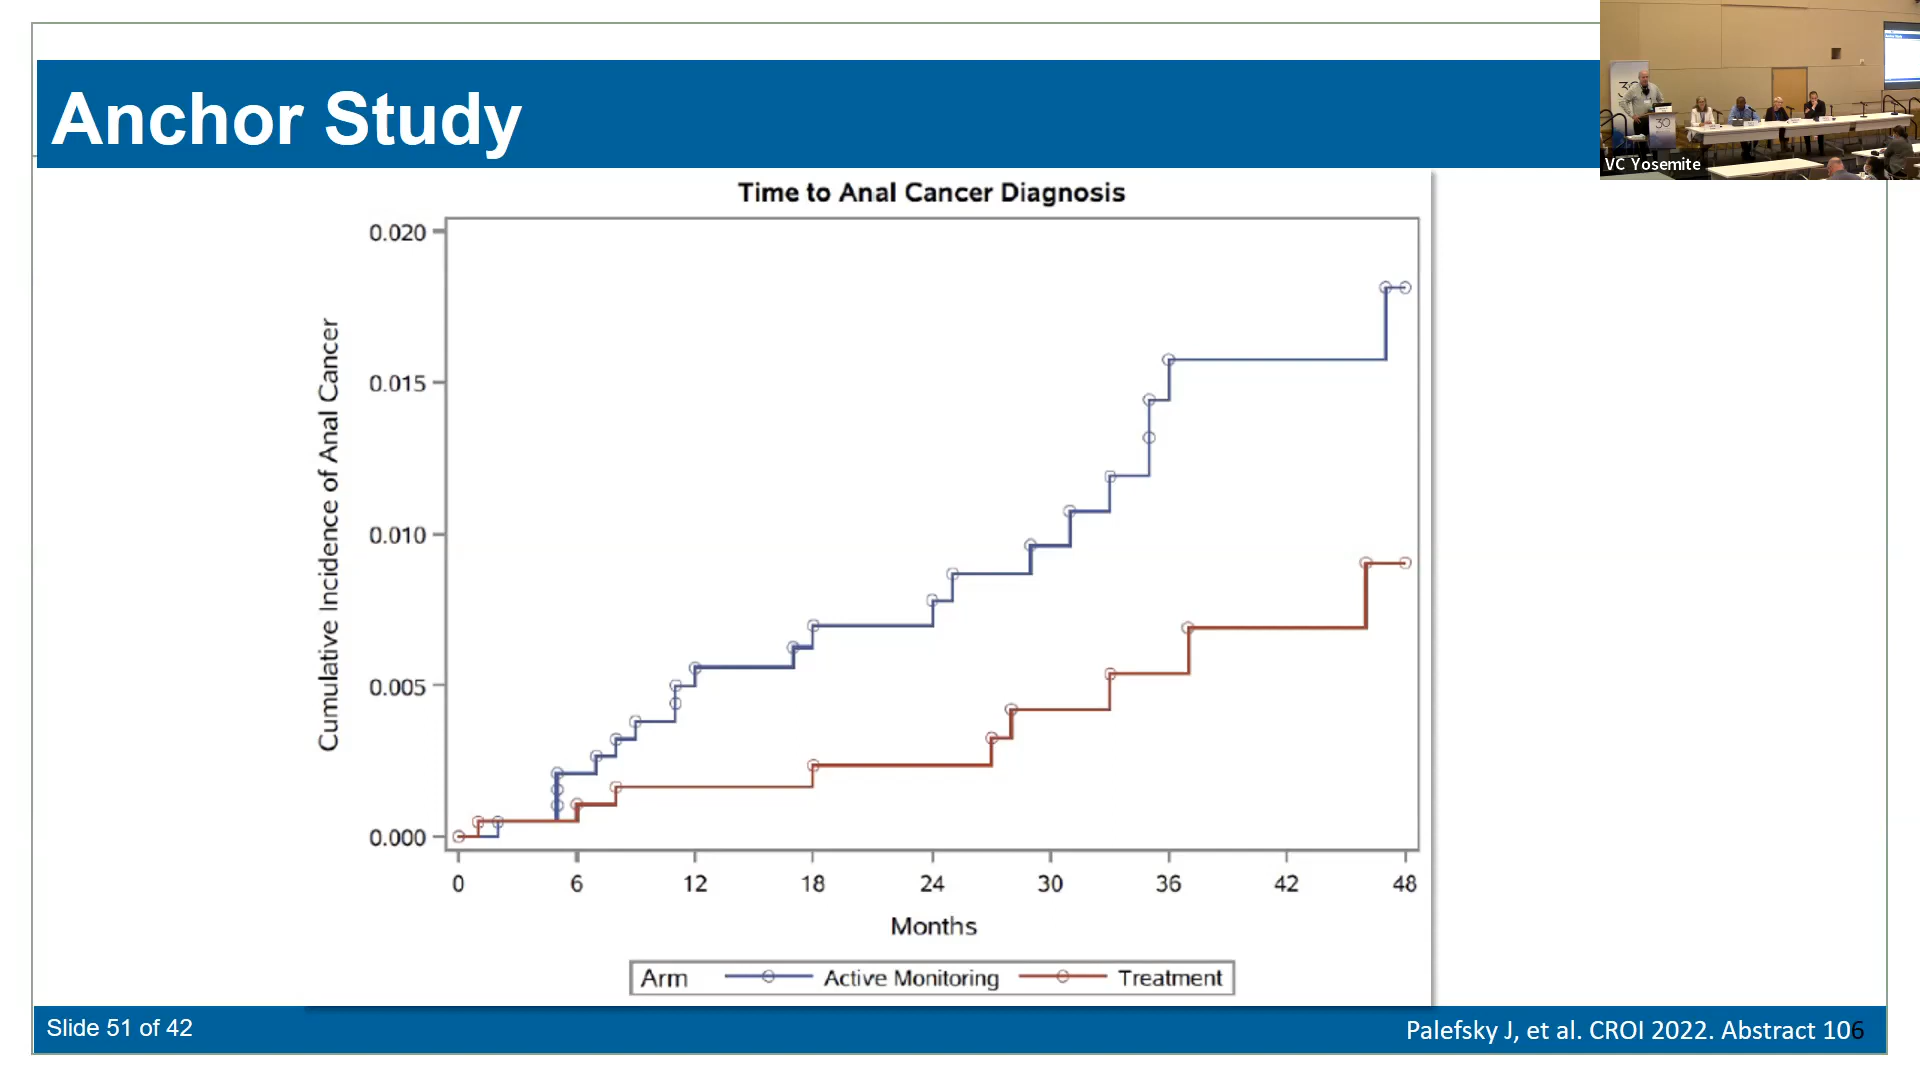 Anchor Study
VC Yosemite
30
Time to Anal Cancer Diagnosis
Cumulative Incidence of Anal Cancer
0.020
0.015
0.010
0.005
0.000
0 6 12 18 24 30 36 42 48
Months
Arm Active Monitoring Treatment
Slide 51 of 42
Palefsky J, et al. CROI 2022. Abstract 106